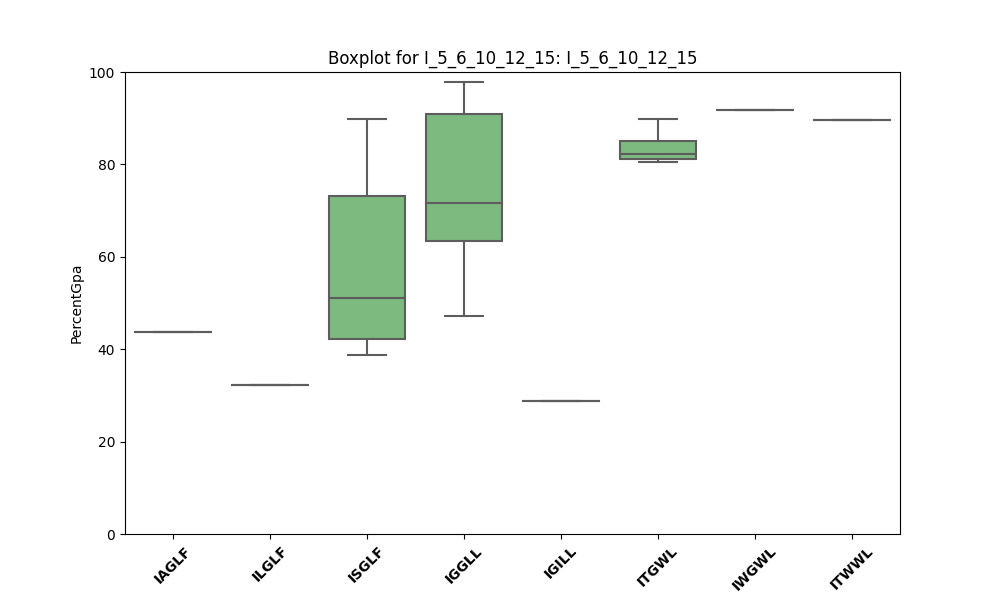 Boxplot for I_5_6_10_12_15: I_5_6_10_12_15
100
80
60
40
20
0
PercentGpa
IAGLF
ILGLF
ISGLF
IGGLL
IGILL
ITGWL
IWGWL
ITWWL